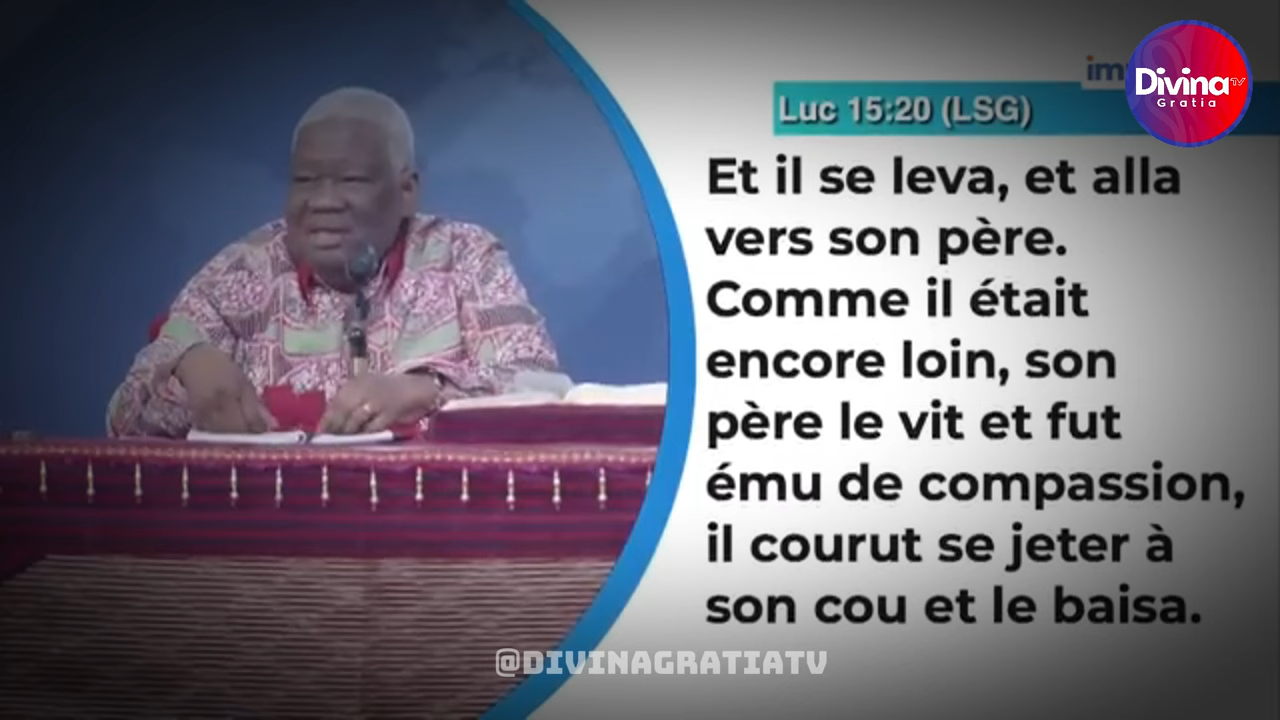 Divina TV
Gratia
Luc 15:20 (LSG)
Et il se leva, et alla
vers son père.
Comme il était
encore loin, son
père le vit et fut
ému de compassion,
il courut se jeter à
son cou et le baisa.
@DIVINAGRATIATV